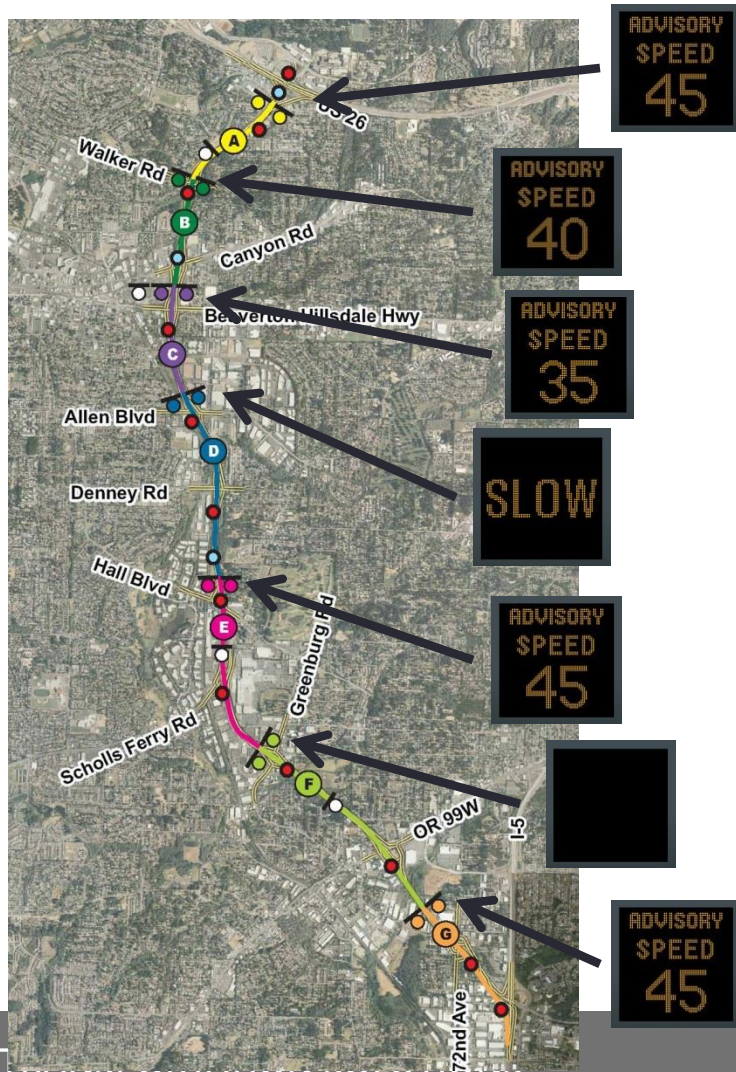 ADVISORY
SPEED
45
US 26
A
Walker Rd
ADVISORY
SPEED
40
B
Canyon Rd
Beaverton Hillsdale Hwy
ADVISORY
SPEED
35
C
Allen Blvd
D
SLOW
Denney Rd
Hall Blvd
E
ADVISORY
SPEED
45
Greenburg Rd
Scholls Ferry Rd
F
OR 99W
I-5
G
ADVISORY
SPEED
45
72nd Ave